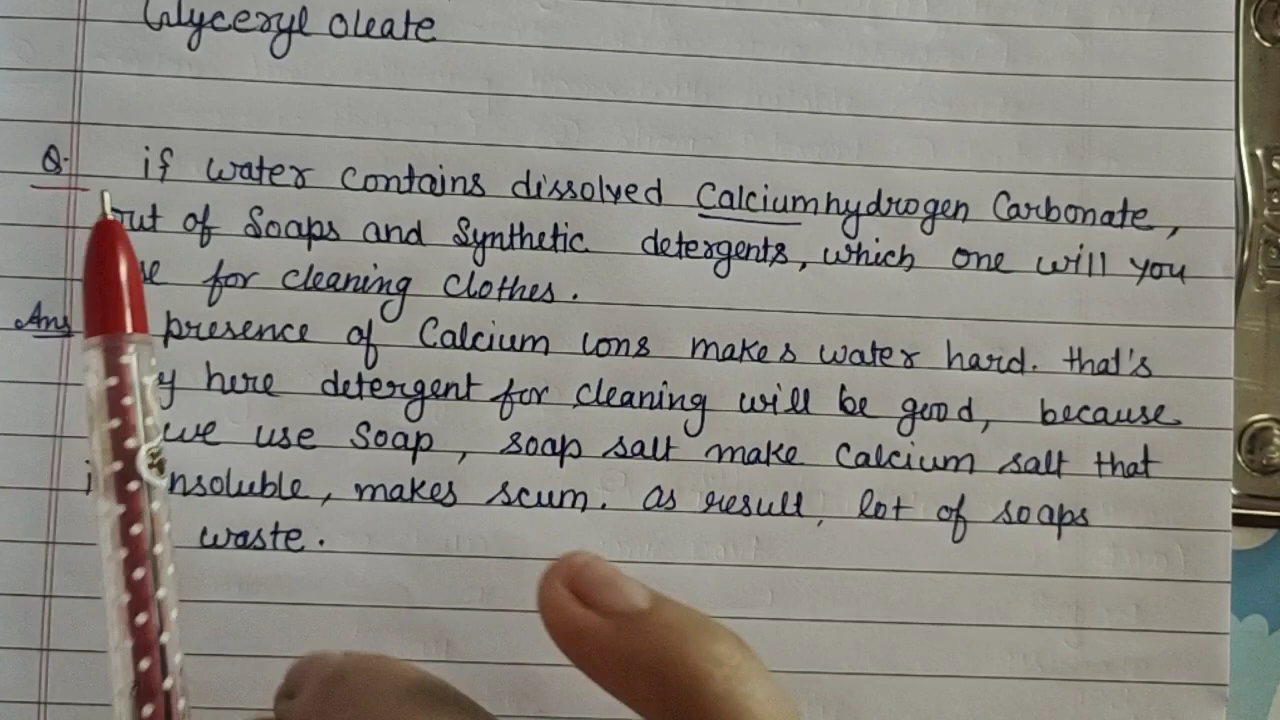 Glyceryl oleate
Q. if water contains dissolved Calciumhydrogen Carbonate,
out of Soaps and Synthetic detergents, which one will you
for cleaning clothes.
Ans presence of Calcium ions makes water hard. that's
here detergent for cleaning will be good, because
we use soap, soap salt make Calcium salt that
insoluble, makes scum. as result, lot of soaps
waste.